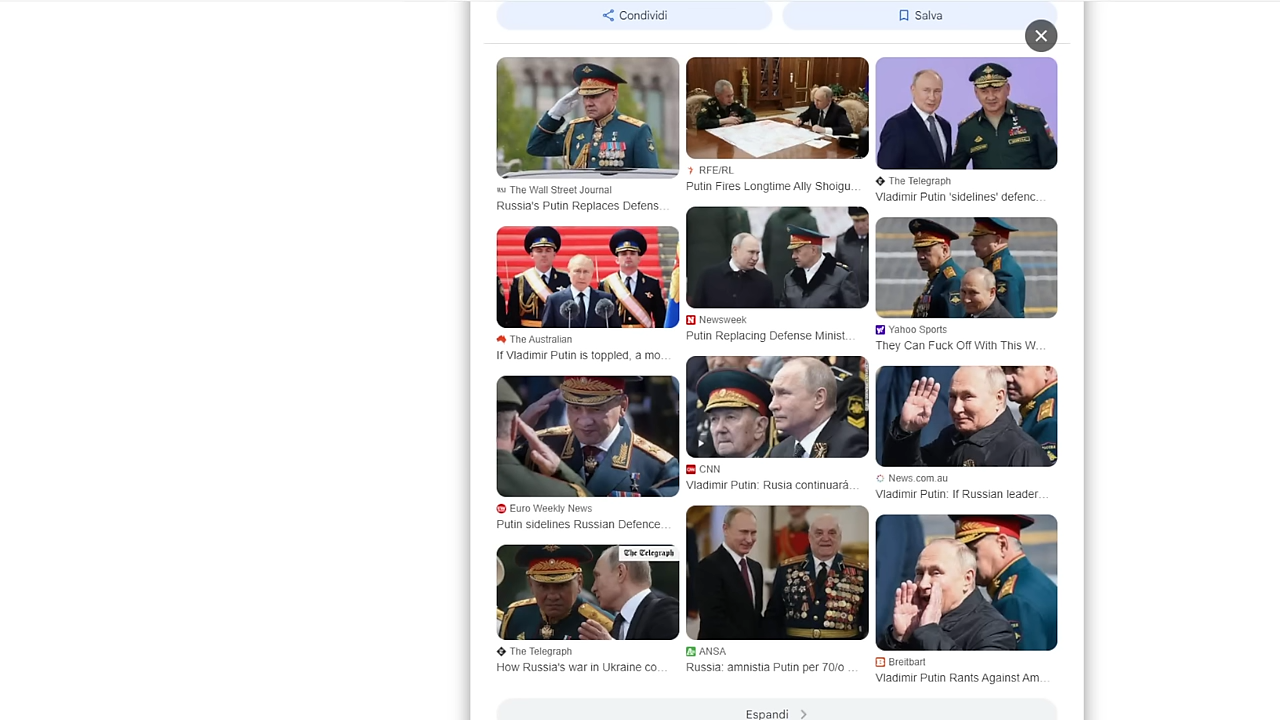 Condividi
Salva
The Wall Street Journal
Russia's Putin Replaces Defens...
The Australian
If Vladimir Putin is toppled, a mo...
Euro Weekly News
Putin sidelines Russian Defence...
The Telegraph
The Telegraph
How Russia's war in Ukraine co...
RFE/RL
Putin Fires Longtime Ally Shoigu...
Newsweek
Putin Replacing Defense Minist...
CNN
Vladimir Putin: Rusia continuará...
ANSA
Russia: amnistia Putin per 70/o ...
The Telegraph
Vladimir Putin 'sidelines' defenc...
Yahoo Sports
They Can Fuck Off With This W...
News.com.au
Vladimir Putin: If Russian leader...
Breitbart
Vladimir Putin Rants Against Am...
Espandi